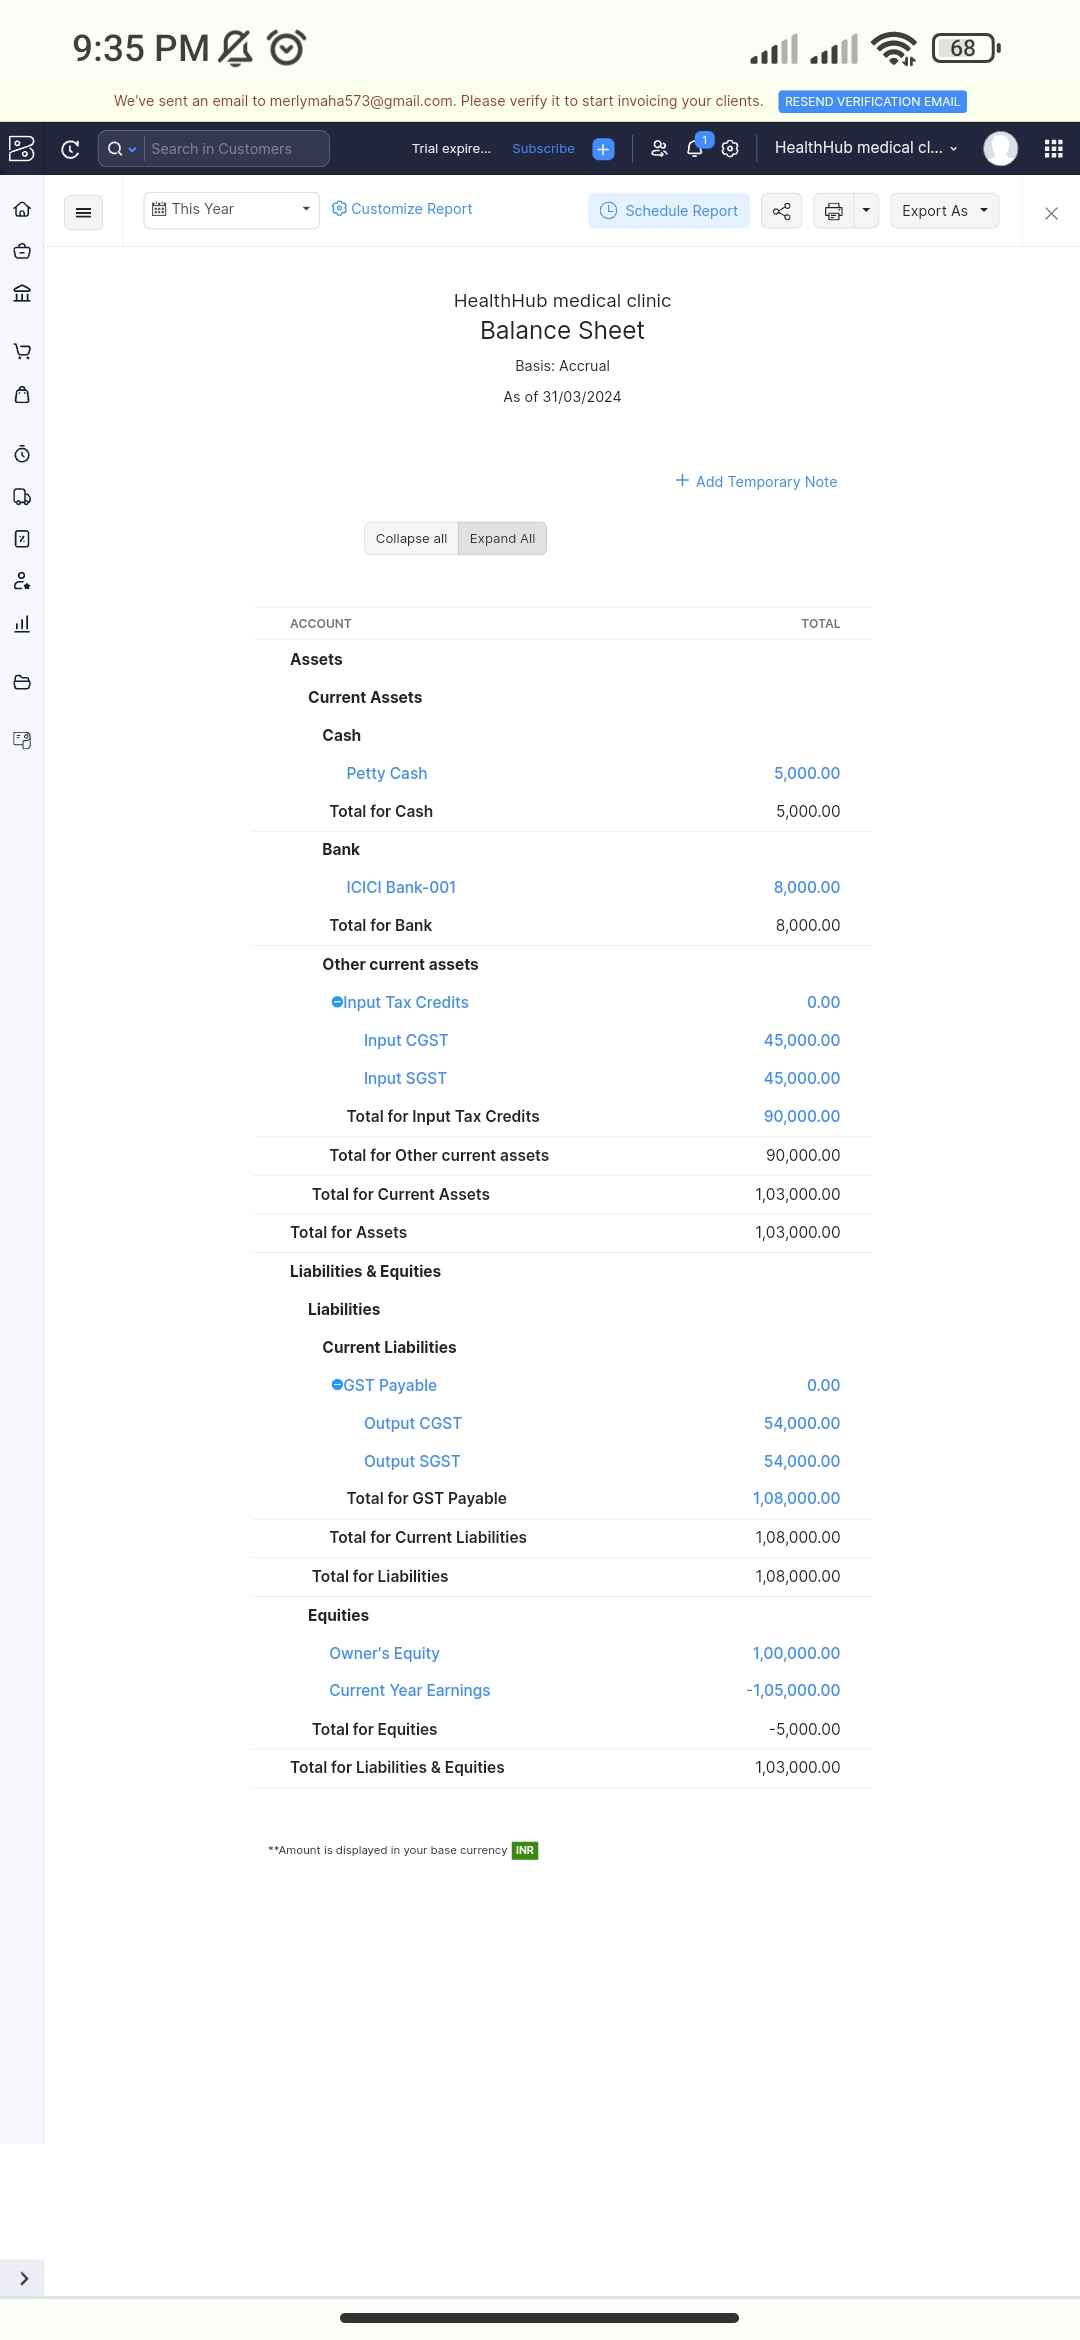 9:35 PM
68
We've sent an email to merlymaha573@gmail.com. Please verify it to start invoicing your clients. RESEND VERIFICATION EMAIL
Search in Customers Trial expire... Subscribe 1 HealthHub medical cl...
This Year Customize Report Schedule Report Export As
HealthHub medical clinic
Balance Sheet
Basis: Accrual
As of 31/03/2024
+ Add Temporary Note
Collapse all Expand All
ACCOUNT TOTAL
Assets
Current Assets
Cash
Petty Cash 5,000.00
Total for Cash 5,000.00
Bank
ICICI Bank-001 8,000.00
Total for Bank 8,000.00
Other current assets
Input Tax Credits 0.00
Input CGST 45,000.00
Input SGST 45,000.00
Total for Input Tax Credits 90,000.00
Total for Other current assets 90,000.00
Total for Current Assets 1,03,000.00
Total for Assets 1,03,000.00
Liabilities & Equities
Liabilities
Current Liabilities
GST Payable 0.00
Output CGST 54,000.00
Output SGST 54,000.00
Total for GST Payable 1,08,000.00
Total for Current Liabilities 1,08,000.00
Total for Liabilities 1,08,000.00
Equities
Owner's Equity 1,00,000.00
Current Year Earnings -1,05,000.00
Total for Equities -5,000.00
Total for Liabilities & Equities 1,03,000.00
**Amount is displayed in your base currency INR